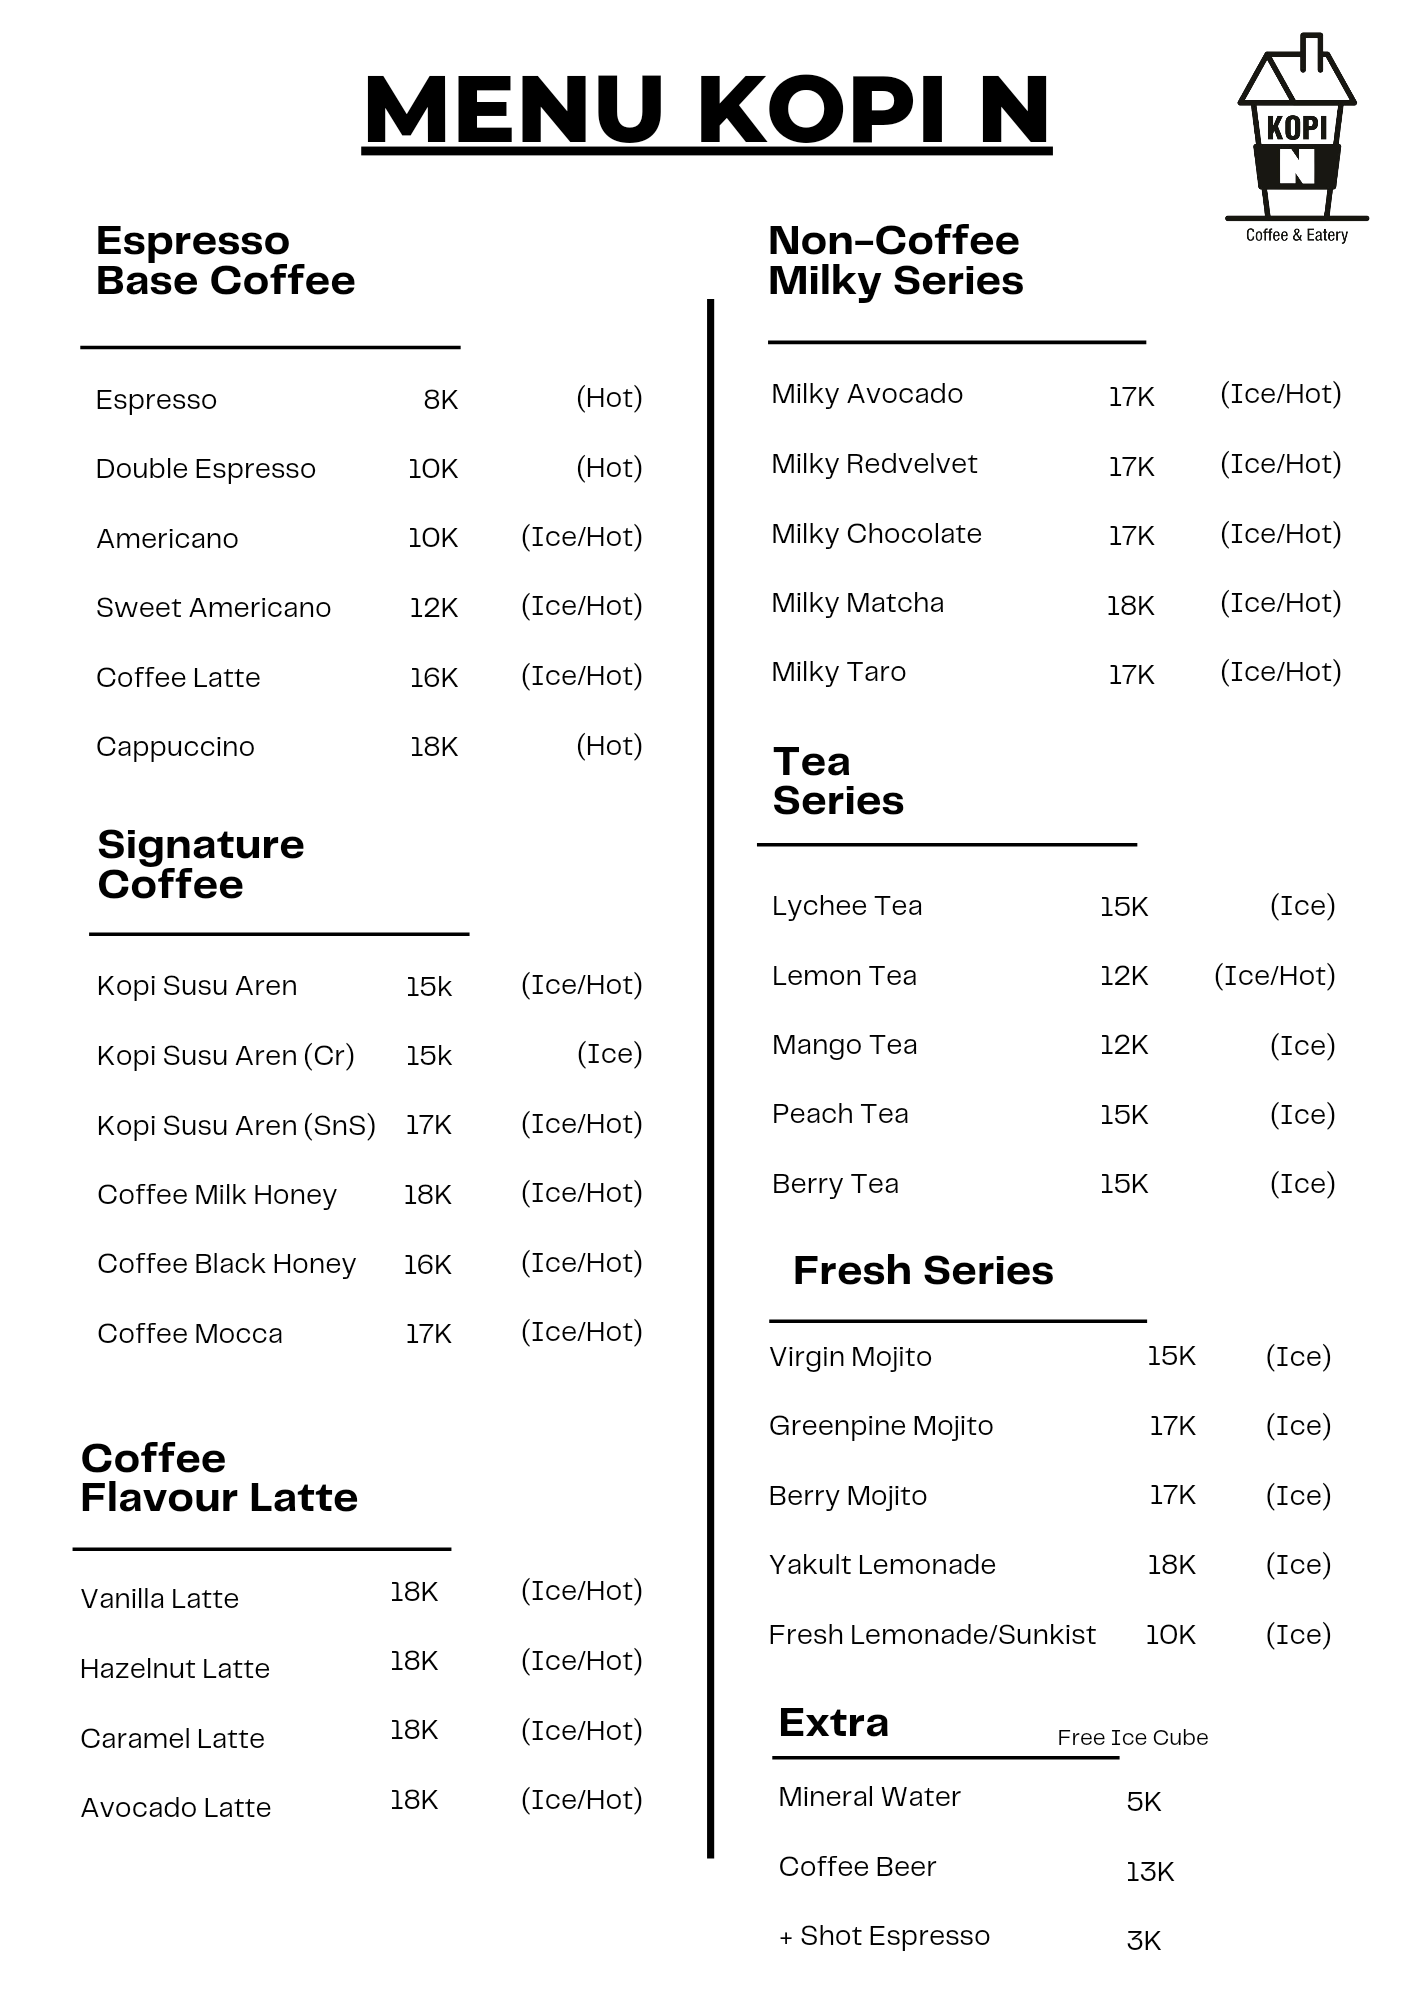 MENU KOPI N
KOPI
N
Coffee & Eatery
Espresso
Base Coffee
Espresso 8K (Hot)
Double Espresso 10K (Hot)
Americano 10K (Ice/Hot)
Sweet Americano 12K (Ice/Hot)
Coffee Latte 16K (Ice/Hot)
Cappuccino 18K (Hot)
Signature
Coffee
Kopi Susu Aren 15k (Ice/Hot)
Kopi Susu Aren (Cr) 15k (Ice)
Kopi Susu Aren (SnS) 17K (Ice/Hot)
Coffee Milk Honey 18K (Ice/Hot)
Coffee Black Honey 16K (Ice/Hot)
Coffee Mocca 17K (Ice/Hot)
Coffee
Flavour Latte
Vanilla Latte 18K (Ice/Hot)
Hazelnut Latte 18K (Ice/Hot)
Caramel Latte 18K (Ice/Hot)
Avocado Latte 18K (Ice/Hot)
Non-Coffee
Milky Series
Milky Avocado 17K (Ice/Hot)
Milky Redvelvet 17K (Ice/Hot)
Milky Chocolate 17K (Ice/Hot)
Milky Matcha 18K (Ice/Hot)
Milky Taro 17K (Ice/Hot)
Tea
Series
Lychee Tea 15K (Ice)
Lemon Tea 12K (Ice/Hot)
Mango Tea 12K (Ice)
Peach Tea 15K (Ice)
Berry Tea 15K (Ice)
Fresh Series
Virgin Mojito 15K (Ice)
Greenpine Mojito 17K (Ice)
Berry Mojito 17K (Ice)
Yakult Lemonade 18K (Ice)
Fresh Lemonade/Sunkist 10K (Ice)
Extra Free Ice Cube
Mineral Water 5K
Coffee Beer 13K
+ Shot Espresso 3K